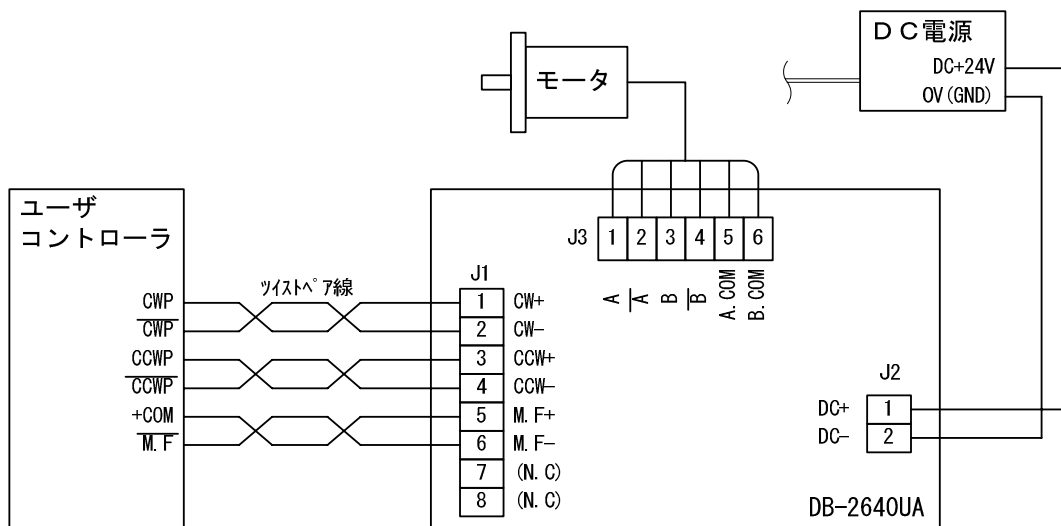 DC電源
DC+24V
0V(GND)
モータ
ユーザ
コントローラ
J3
1 2 3 4 5 6
A
A̅
B
B̅
A.COM
B.COM
J1
ツイストペア線
CWP 1 CW+
C̅W̅P̅ 2 CW-
CCWP 3 CCW+
C̅C̅W̅P̅ 4 CCW-
+COM 5 M.F+
M̅.̅F̅ 6 M.F-
7 (N.C)
8 (N.C)
J2
DC+ 1
DC- 2
DB-2640UA